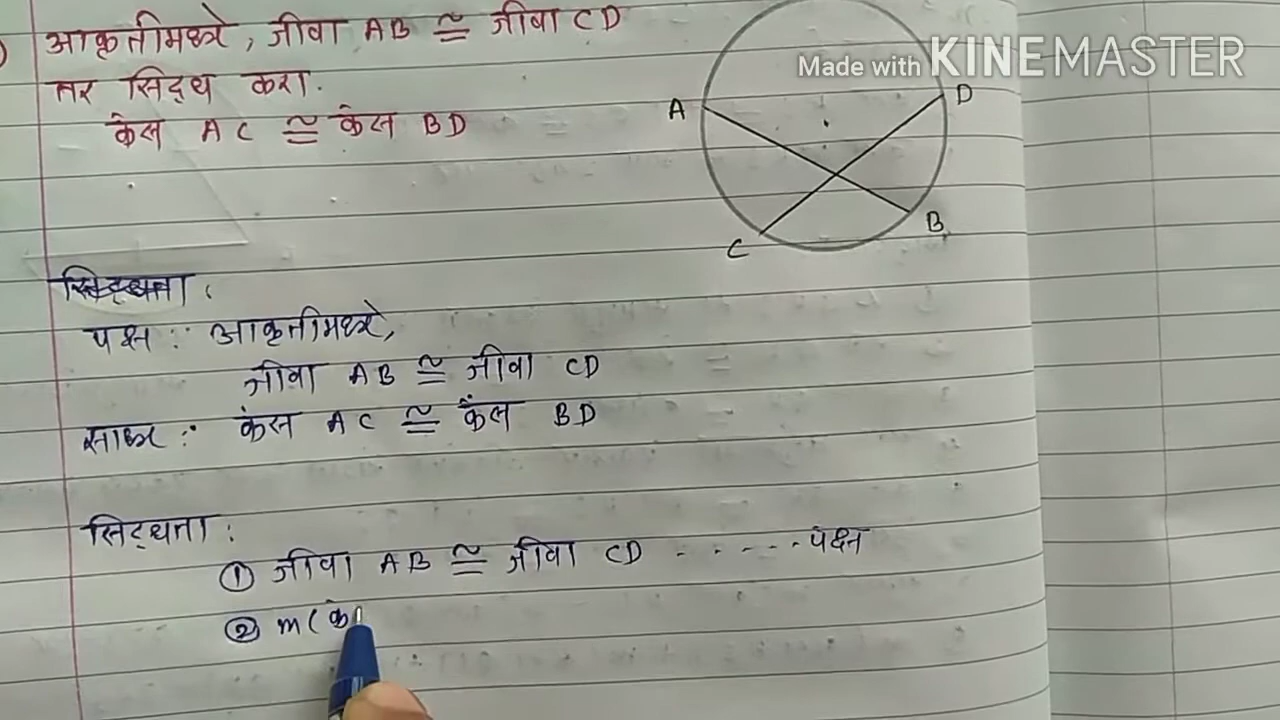 ) आकृतीमध्ये, जीवा AB ≅ जीवा CD
तर सिद्ध करा.
कंस AC ≅ कंस BD
Made with KINEMASTER
A
D
C
B
सिद्धता :
पक्ष : आकृतीमध्ये,
जीवा AB ≅ जीवा CD
साध्य : कंस AC ≅ कंस BD
सिद्धता :
① जीवा AB ≅ जीवा CD - - - - - - पक्ष
② m (कं